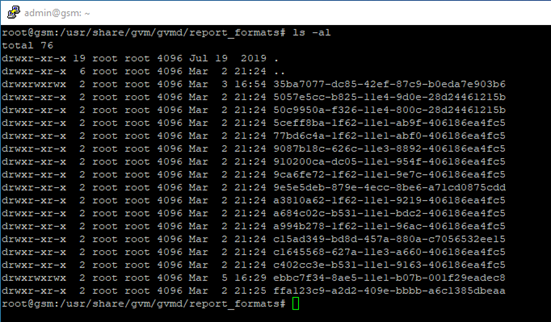 admin@gsm: ~
root@gsm:/usr/share/gvm/gvmd/report_formats# ls -al
total 76
drwxr-xr-x 19 root root 4096 Jul 19  2019 .
drwxr-xr-x  6 root root 4096 Mar  2 21:24 ..
drwxrwxrwx  2 root root 4096 Mar  3 16:54 35ba7077-dc85-42ef-87c9-b0eda7e903b6
drwxr-xr-x  2 root root 4096 Mar  2 21:24 5057e5cc-b825-11e4-9d0e-28d24461215b
drwxr-xr-x  2 root root 4096 Mar  2 21:24 50c9950a-f326-11e4-800c-28d24461215b
drwxr-xr-x  2 root root 4096 Mar  2 21:24 5ceff8ba-1f62-11e1-ab9f-406186ea4fc5
drwxr-xr-x  2 root root 4096 Mar  2 21:24 77bd6c4a-1f62-11e1-abf0-406186ea4fc5
drwxr-xr-x  2 root root 4096 Mar  2 21:24 9087b18c-626c-11e3-8892-406186ea4fc5
drwxr-xr-x  2 root root 4096 Mar  2 21:24 910200ca-dc05-11e1-954f-406186ea4fc5
drwxr-xr-x  2 root root 4096 Mar  2 21:24 9ca6fe72-1f62-11e1-9e7c-406186ea4fc5
drwxr-xr-x  2 root root 4096 Mar  2 21:24 9e5e5deb-879e-4ecc-8be6-a71cd0875cdd
drwxr-xr-x  2 root root 4096 Mar  2 21:24 a3810a62-1f62-11e1-9219-406186ea4fc5
drwxr-xr-x  2 root root 4096 Mar  2 21:24 a684c02c-b531-11e1-bdc2-406186ea4fc5
drwxr-xr-x  2 root root 4096 Mar  2 21:24 a994b278-1f62-11e1-96ac-406186ea4fc5
drwxr-xr-x  2 root root 4096 Mar  2 21:24 c15ad349-bd8d-457a-880a-c7056532ee15
drwxr-xr-x  2 root root 4096 Mar  2 21:24 c1645568-627a-11e3-a660-406186ea4fc5
drwxr-xr-x  2 root root 4096 Mar  2 21:24 c402cc3e-b531-11e1-9163-406186ea4fc5
drwxrwxrwx  2 root root 4096 Mar  5 16:29 ebbc7f34-8ae5-11e1-b07b-001f29eadec8
drwxr-xr-x  2 root root 4096 Mar  2 21:25 ffa123c9-a2d2-409e-bbbb-a6c1385dbeaa
root@gsm:/usr/share/gvm/gvmd/report_formats#